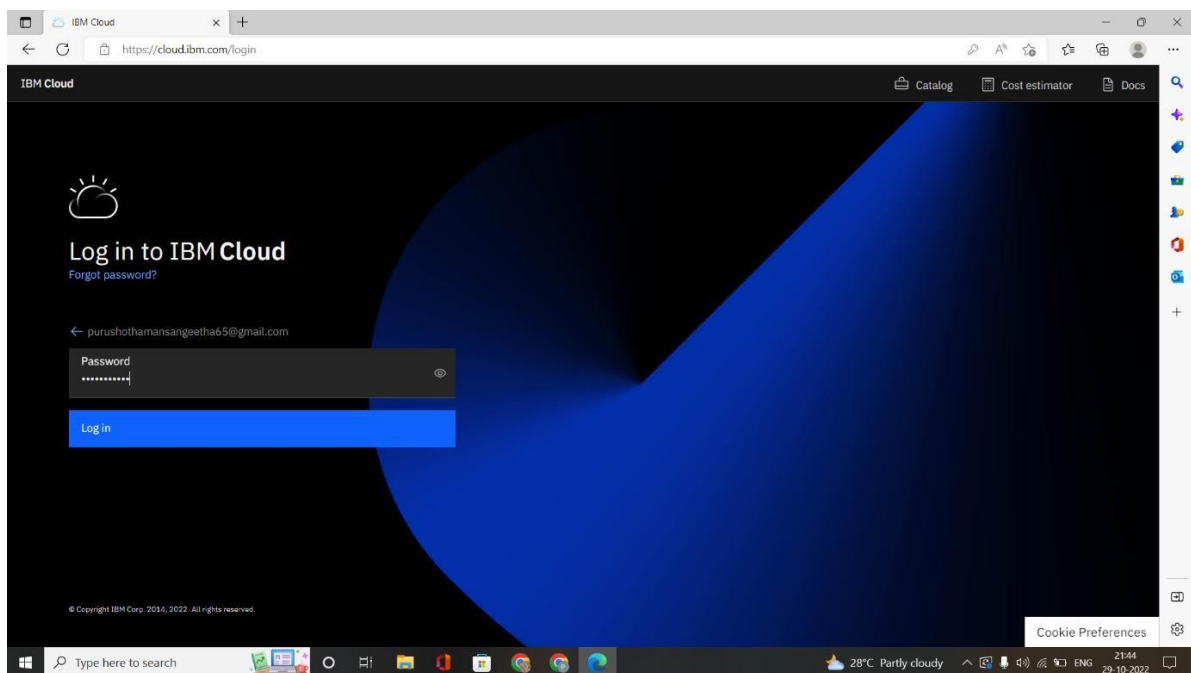 IBM Cloud
https://cloud.ibm.com/login
IBM Cloud
Catalog
Cost estimator
Docs
Log in to IBM Cloud
Forgot password?
← purushothamansangeetha65@gmail.com
Password
•••••••••••
Log in
© Copyright IBM Corp. 2014, 2022. All rights reserved.
Cookie Preferences
Type here to search
28°C Partly cloudy
ENG
21:44
29-10-2022